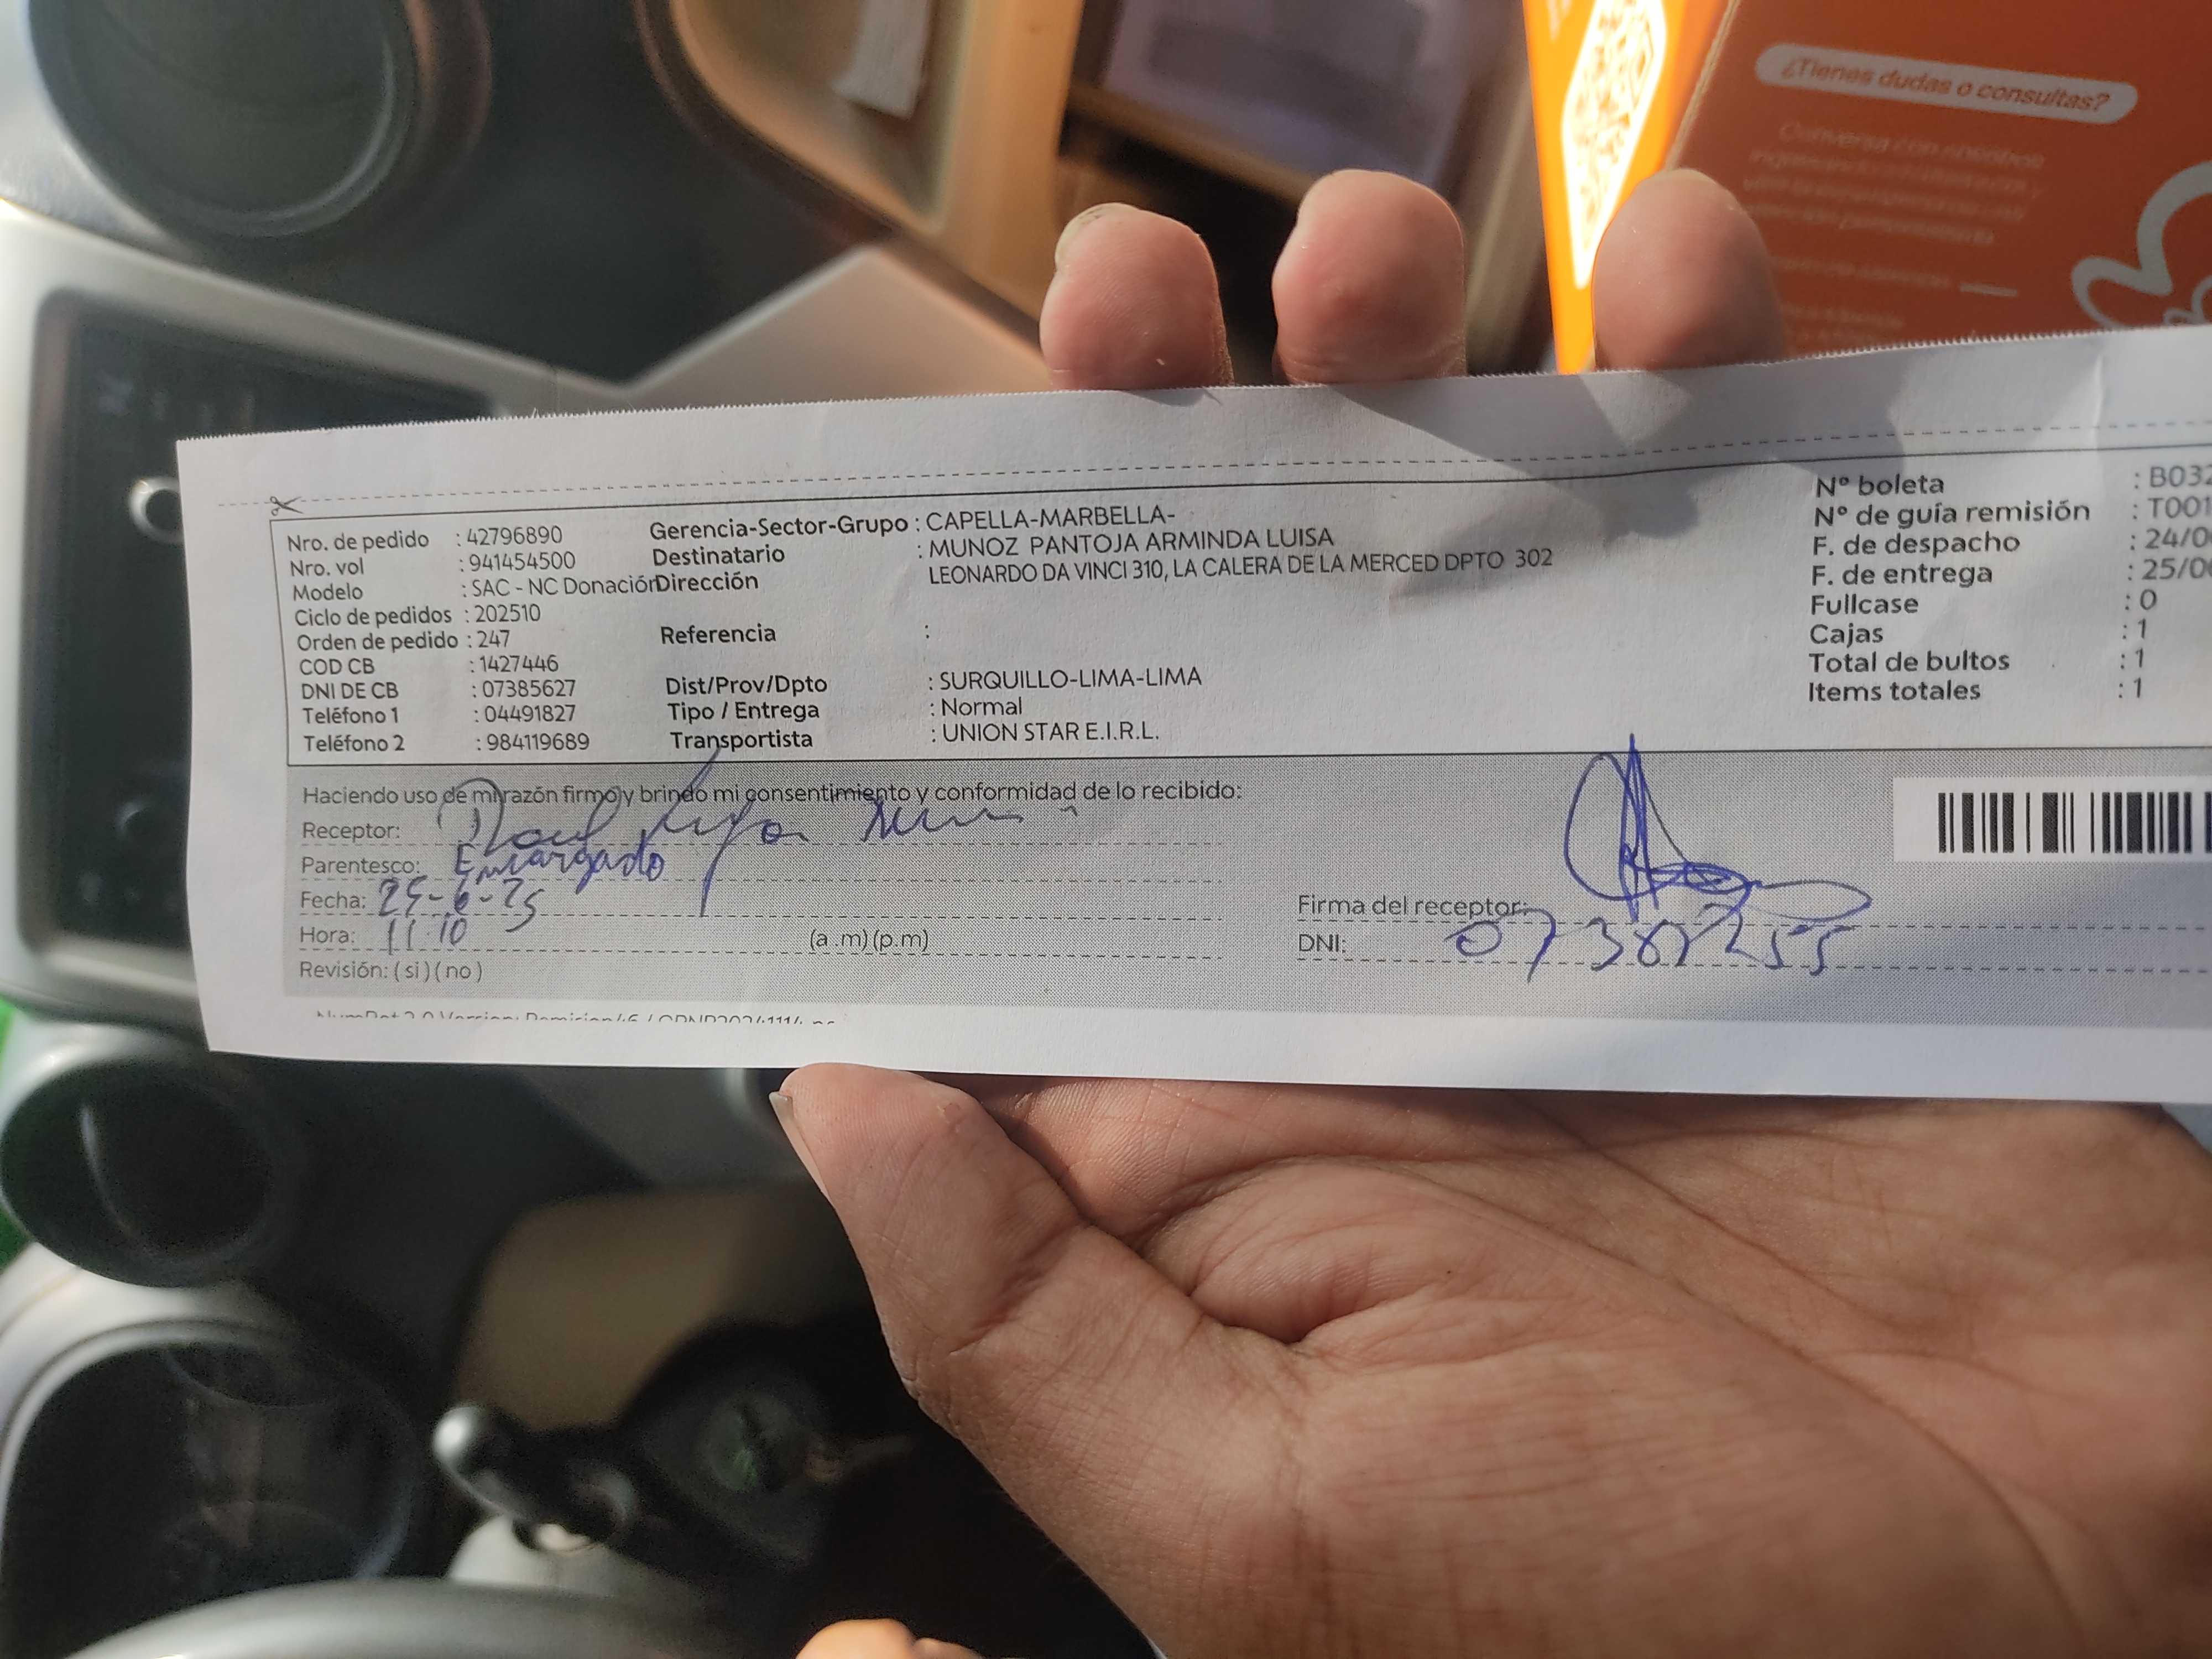 ¿Tienes dudas o consultas?
Nro. de pedido : 42796890
Nro. vol : 941454500
Modelo : SAC - NC Donación
Ciclo de pedidos : 202510
Orden de pedido : 247
COD CB : 1427446
DNI DE CB : 07385627
Teléfono 1 : 04491827
Teléfono 2 : 984119689
Gerencia-Sector-Grupo : CAPELLA-MARBELLA-
Destinatario : MUNOZ PANTOJA ARMINDA LUISA
Dirección LEONARDO DA VINCI 310, LA CALERA DE LA MERCED DPTO 302
Referencia :
Dist/Prov/Dpto : SURQUILLO-LIMA-LIMA
Tipo / Entrega : Normal
Transportista : UNION STAR E.I.R.L.
Nº boleta : B032
Nº de guía remisión : T001
F. de despacho : 24/0
F. de entrega : 25/0
Fullcase : 0
Cajas : 1
Total de bultos : 1
Items totales : 1
Haciendo uso de mi razón firmo y brindo mi consentimiento y conformidad de lo recibido:
Receptor: Raul
Parentesco: Encargado
Fecha: 25-6-25
Hora: 11:10 (a.m)(p.m)
Revisión: (si)(no)
Firma del receptor:
DNI: